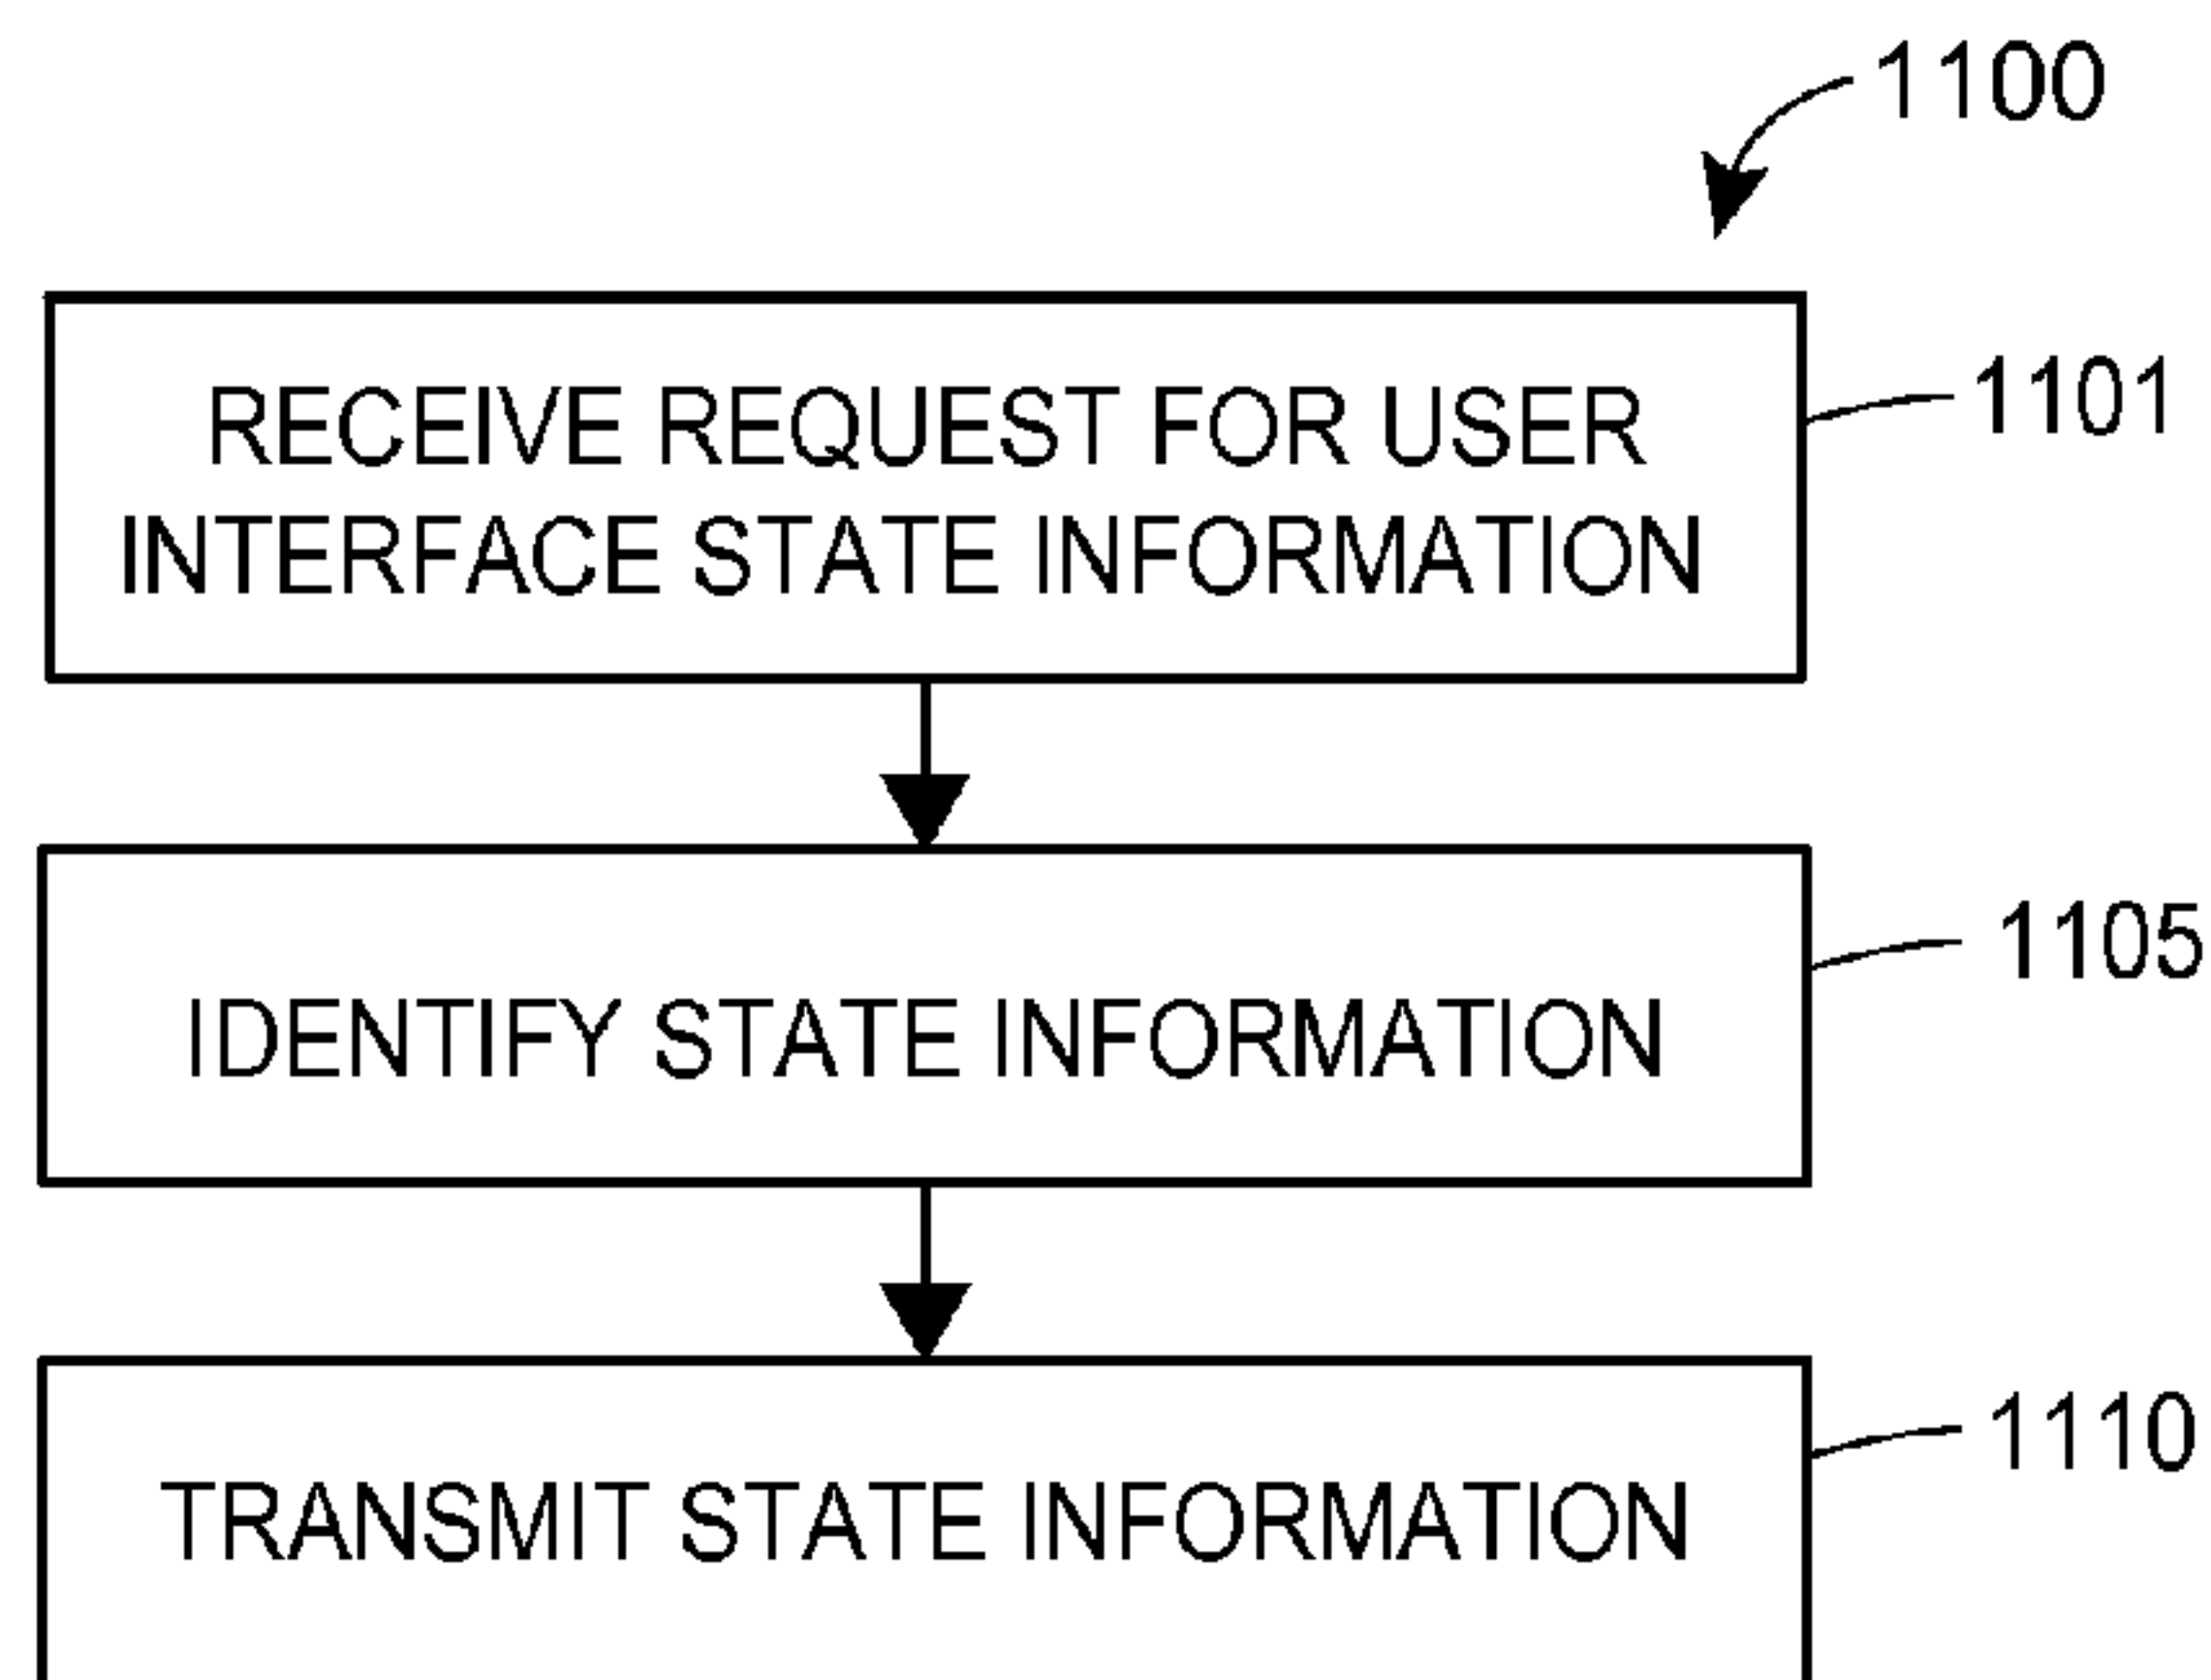 1100
RECEIVE REQUEST FOR USER
INTERFACE STATE INFORMATION
1101
IDENTIFY STATE INFORMATION
1105
TRANSMIT STATE INFORMATION
1110